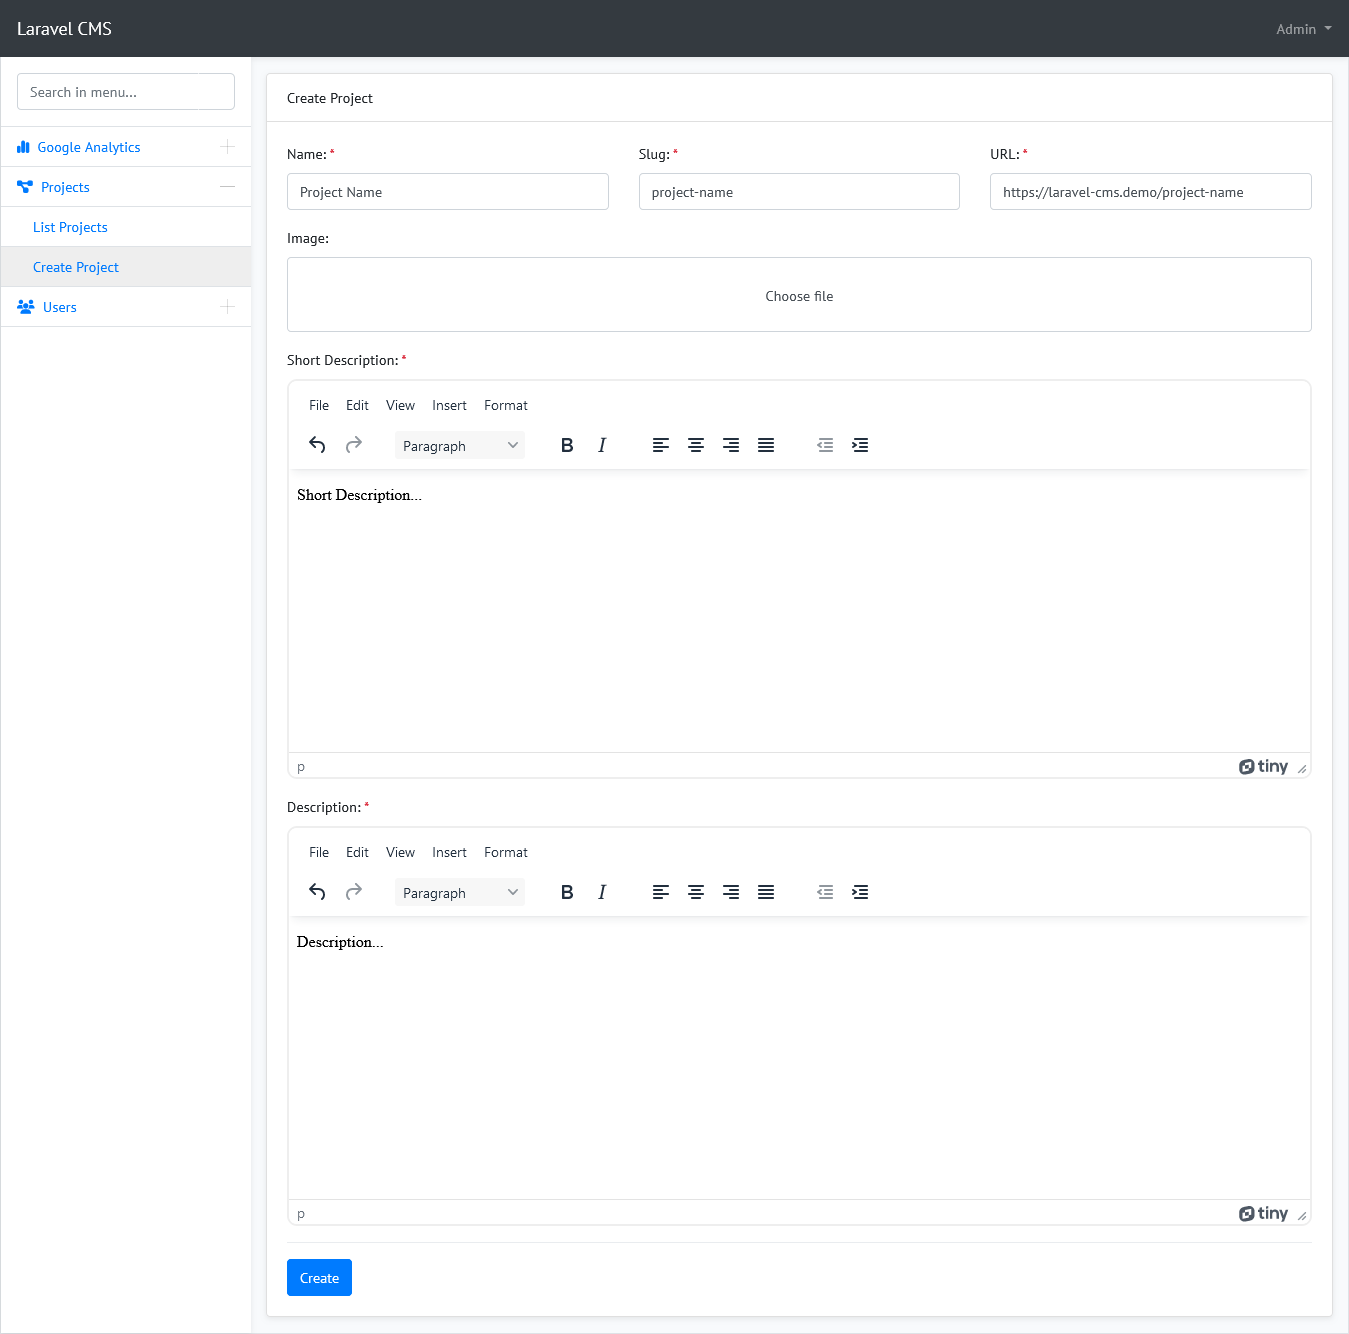 Laravel CMS
Admin
Search in menu...
Google Analytics
Projects
List Projects
Create Project
Users
Create Project
Name: *
Slug: *
URL: *
Project Name
project-name
https://laravel-cms.demo/project-name
Image:
Choose file
Short Description: *
File Edit View Insert Format
Paragraph B I
Short Description...
p
tiny
Description: *
File Edit View Insert Format
Paragraph B I
Description...
p
tiny
Create